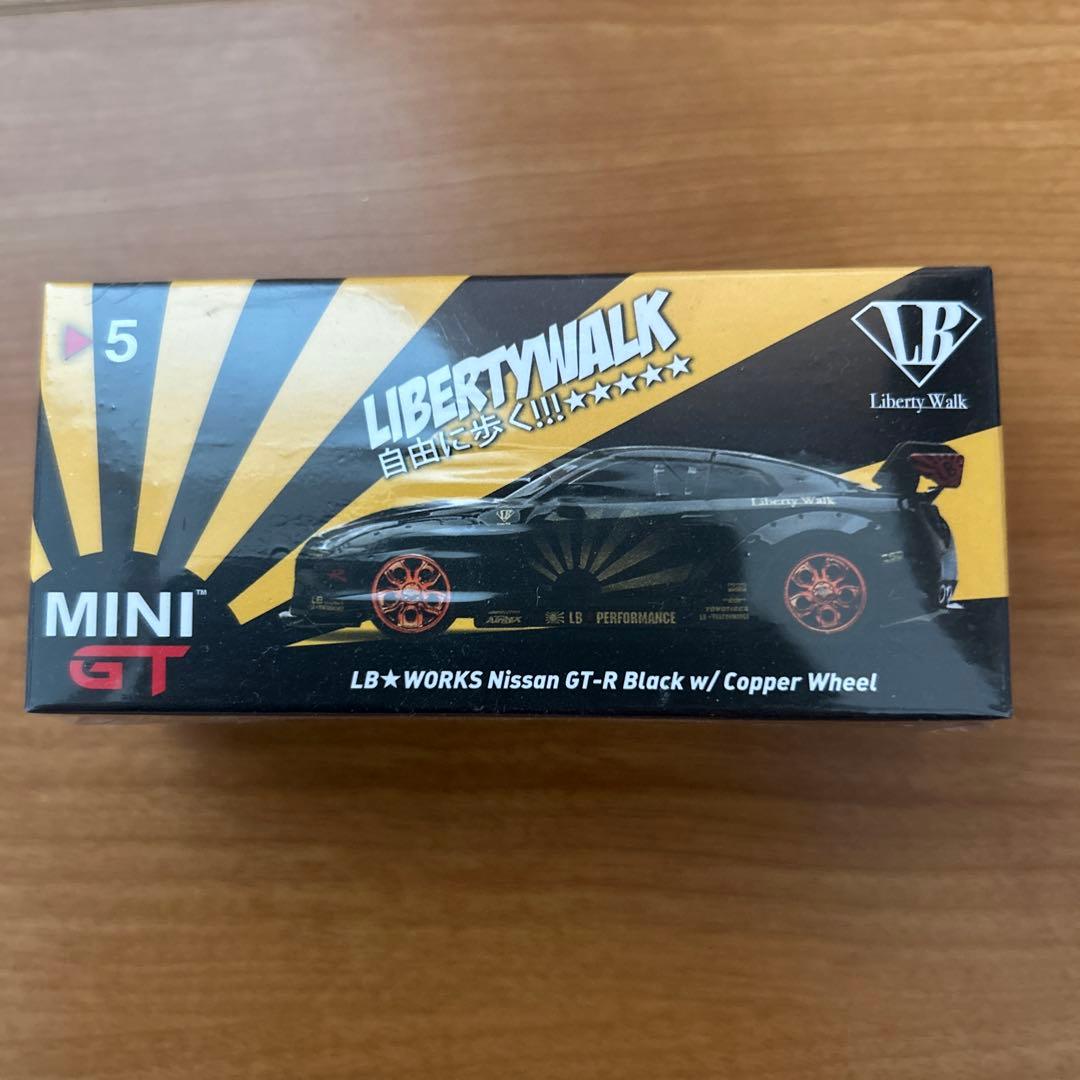 5
LIBERTYWALK
自由に歩く!!!★★★★★
LB
Liberty Walk
Liberty Walk
LB PERFORMANCE
MINI™
GT
LB★WORKS Nissan GT-R Black w/ Copper Wheel